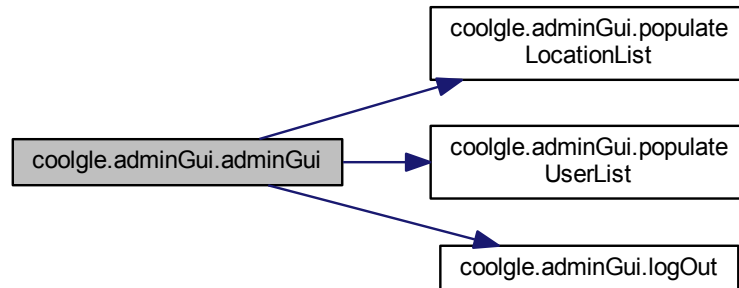 coolgle.adminGui.populate
LocationList
coolgle.adminGui.adminGui
coolgle.adminGui.populate
UserList
coolgle.adminGui.logOut